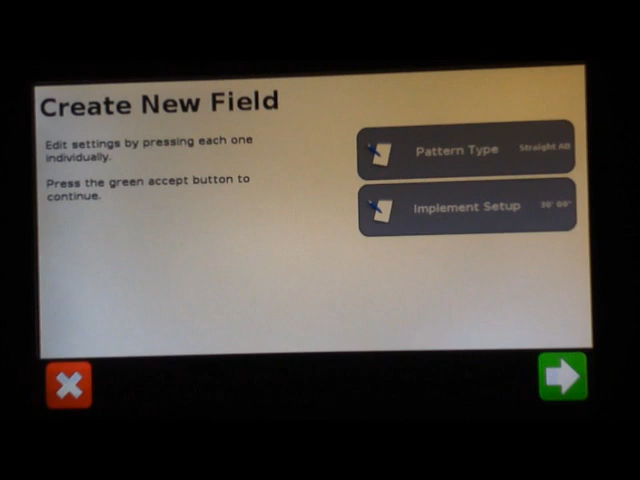 Create New Field
Edit settings by pressing each one
individually.
Press the green accept button to
continue.
Pattern Type
Straight AB
Implement Setup
30' 00"